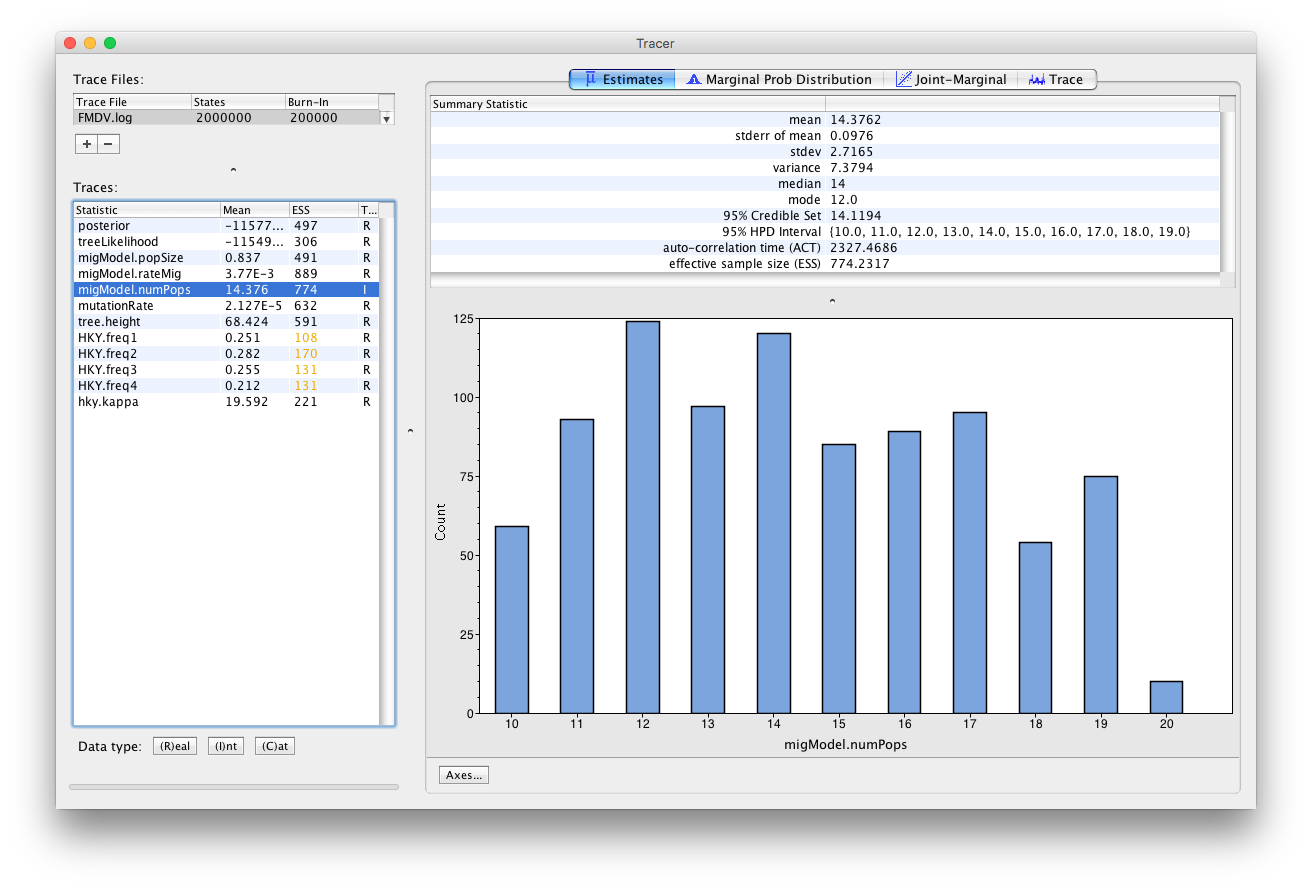 Tracer
Trace Files:
Trace File States Burn-In
FMDV.log 2000000 200000
+ −
Traces:
Statistic Mean ESS T...
posterior -11577... 497 R
treeLikelihood -11549... 306 R
migModel.popSize 0.837 491 R
migModel.rateMig 3.77E-3 889 R
migModel.numPops 14.376 774 I
mutationRate 2.127E-5 632 R
tree.height 68.424 591 R
HKY.freq1 0.251 108 R
HKY.freq2 0.282 170 R
HKY.freq3 0.255 131 R
HKY.freq4 0.212 131 R
hky.kappa 19.592 221 R
Data type: (R)eal (I)nt (C)at
Estimates Marginal Prob Distribution Joint-Marginal Trace
Summary Statistic
mean 14.3762
stderr of mean 0.0976
stdev 2.7165
variance 7.3794
median 14
mode 12.0
95% Credible Set 14.1194
95% HPD Interval {10.0, 11.0, 12.0, 13.0, 14.0, 15.0, 16.0, 17.0, 18.0, 19.0}
auto-correlation time (ACT) 2327.4686
effective sample size (ESS) 774.2317
125
100
75
50
25
0
Count
10 11 12 13 14 15 16 17 18 19 20
migModel.numPops
Axes...